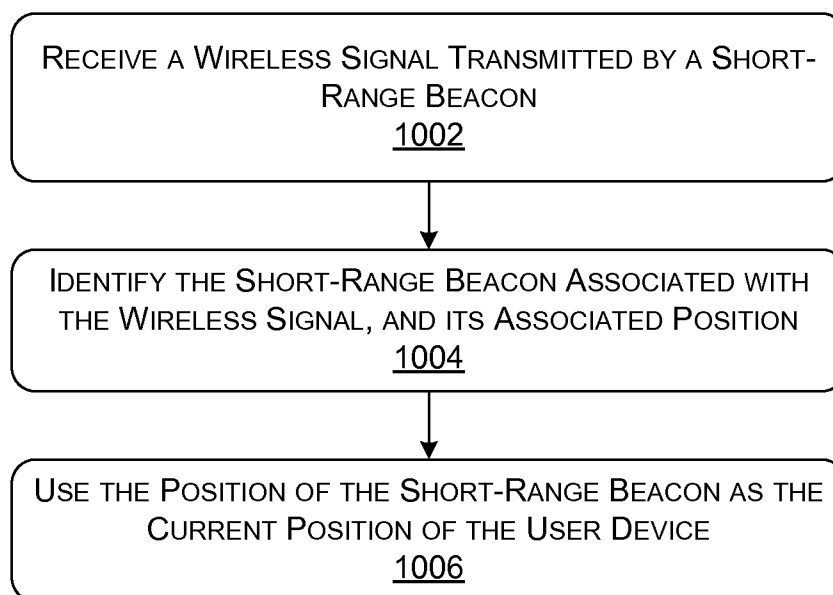 RECEIVE A WIRELESS SIGNAL TRANSMITTED BY A SHORT-
RANGE BEACON
1002
IDENTIFY THE SHORT-RANGE BEACON ASSOCIATED WITH
THE WIRELESS SIGNAL, AND ITS ASSOCIATED POSITION
1004
USE THE POSITION OF THE SHORT-RANGE BEACON AS THE
CURRENT POSITION OF THE USER DEVICE
1006